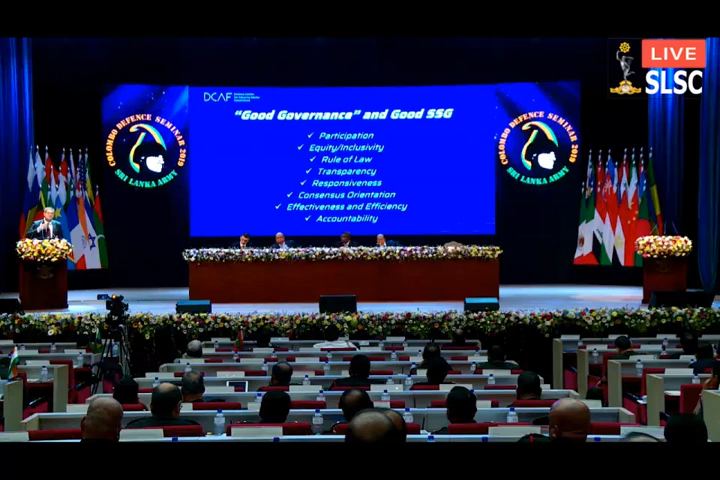 LIVE
SLSC
DCAF
"Good Governance" and Good SSG
✓ Participation
✓ Equity/Inclusivity
✓ Rule of Law
✓ Transparency
✓ Responsiveness
✓ Consensus Orientation
✓ Effectiveness and Efficiency
✓ Accountability
COLOMBO DEFENCE SEMINAR 2019
SRI LANKA ARMY
COLOMBO DEFENCE SEMINAR 2019
SRI LANKA ARMY